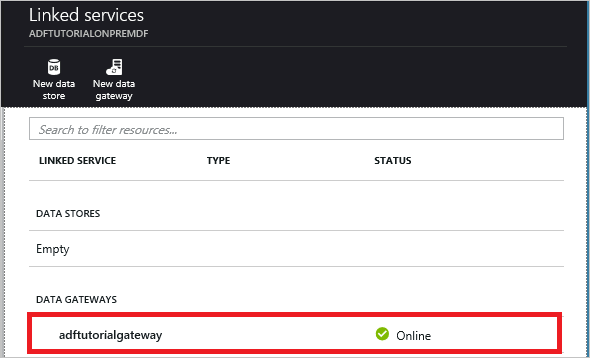 Linked services
ADFTUTORIALONPREMDF
DB
New data
store
New data
gateway
Search to filter resources...
LINKED SERVICE TYPE STATUS
DATA STORES
Empty
DATA GATEWAYS
adftutorialgateway Online